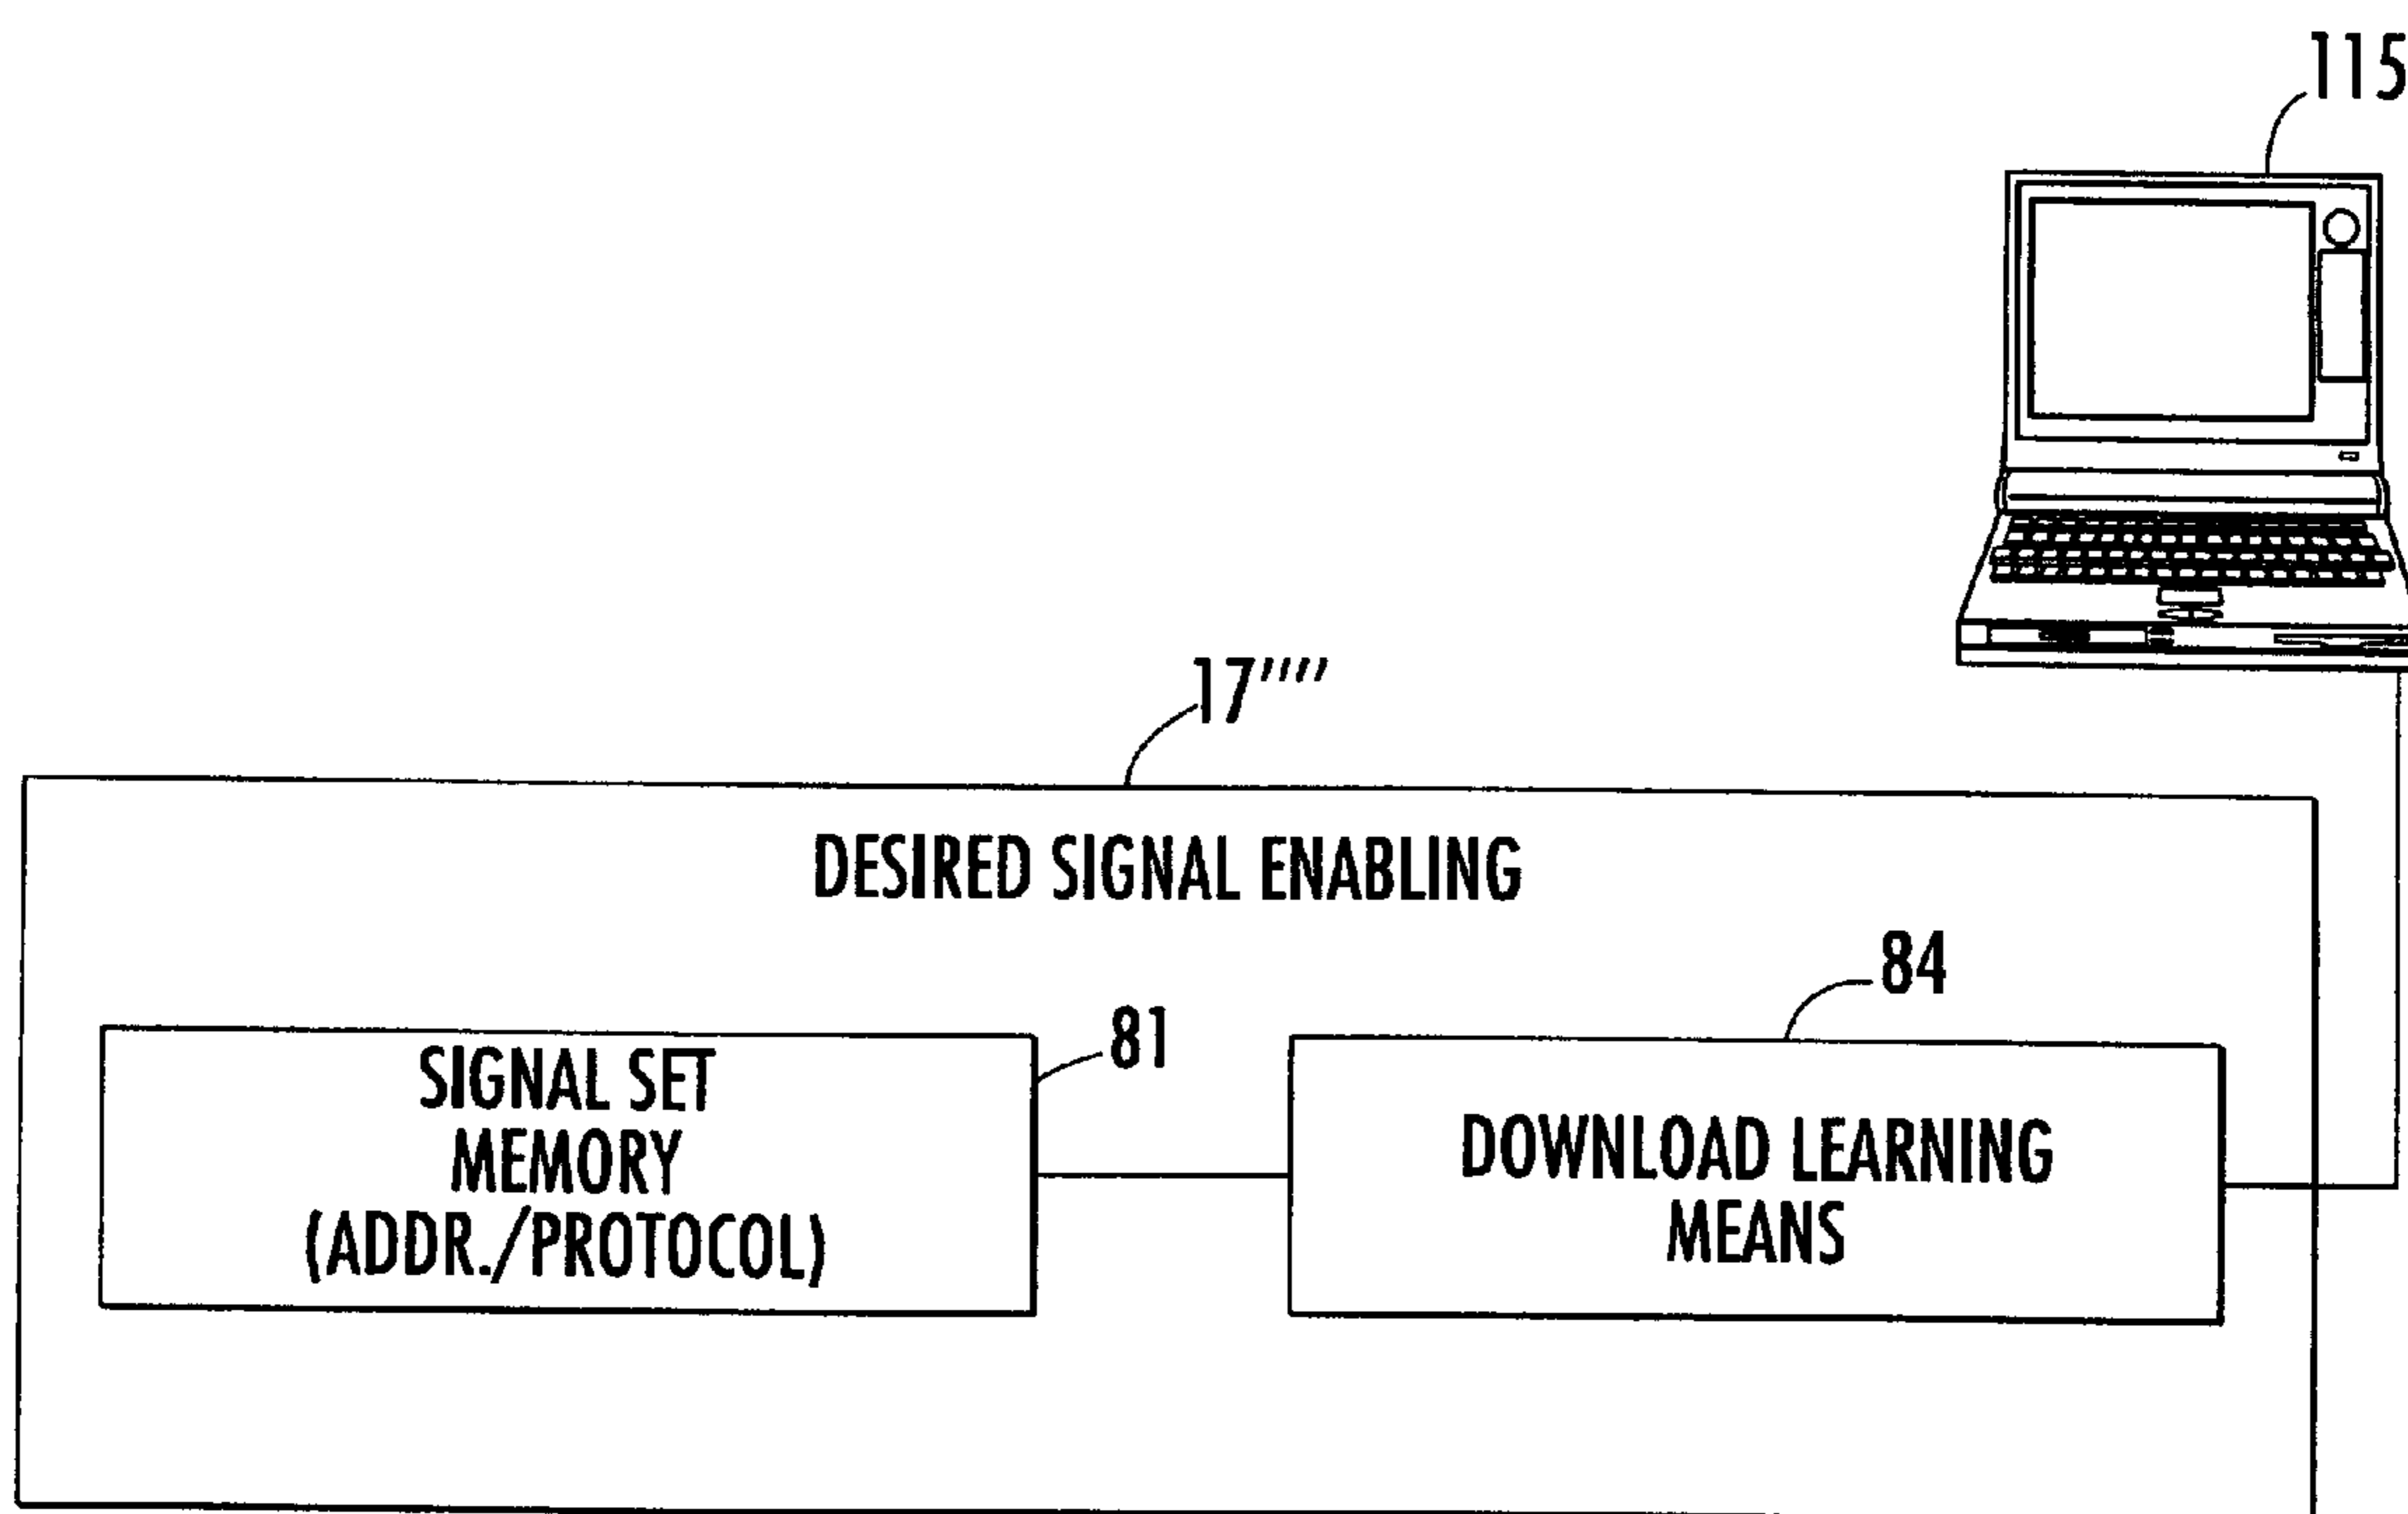 115
17''''
DESIRED SIGNAL ENABLING
84
81
SIGNAL SET
MEMORY
(ADDR./PROTOCOL)
DOWNLOAD LEARNING
MEANS